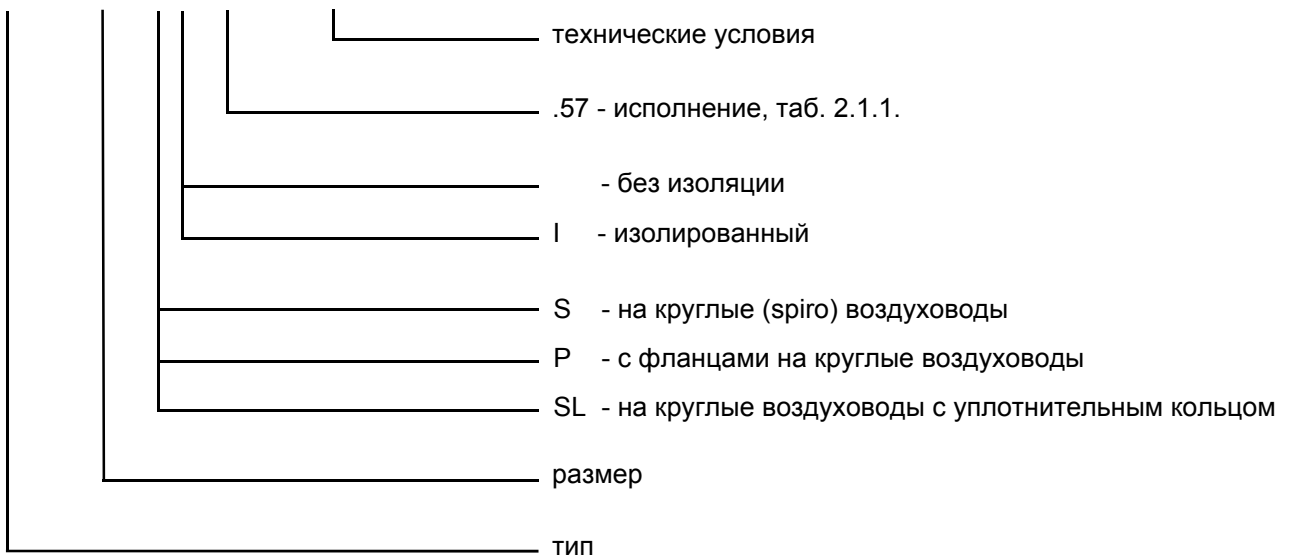 технические условия
.57 - исполнение, таб. 2.1.1.
- без изоляции
I - изолированный
S - на круглые (spiro) воздуховоды
P - с фланцами на круглые воздуховоды
SL - на круглые воздуховоды с уплотнительным кольцом
размер
тип